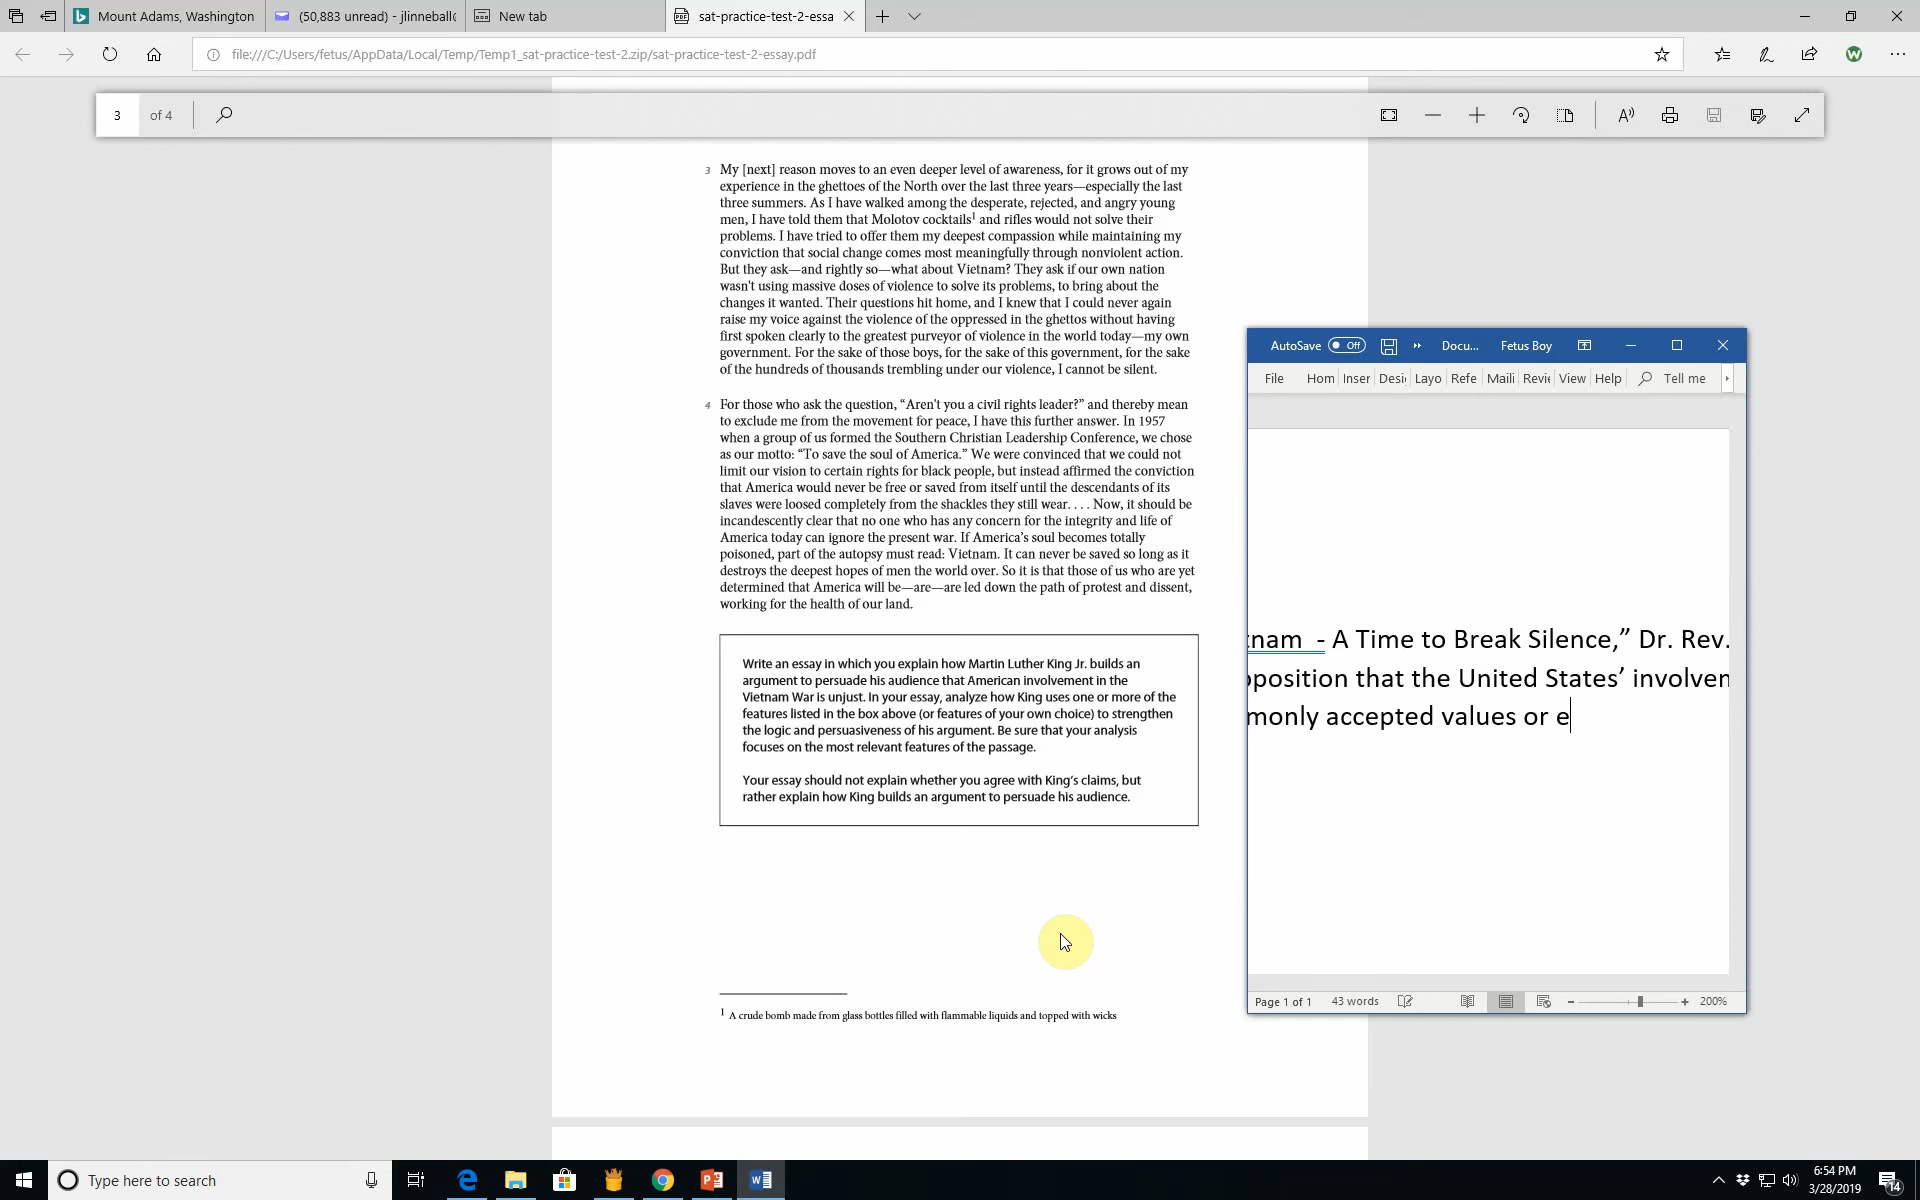 Mount Adams, Washington
(50,883 unread) - jlinneball
New tab
sat-practice-test-2-essa
file:///C:/Users/fetus/AppData/Local/Temp/Temp1_sat-practice-test-2.zip/sat-practice-test-2-essay.pdf
3 of 4
3 My [next] reason moves to an even deeper level of awareness, for it grows out of my
experience in the ghettoes of the North over the last three years—especially the last
three summers. As I have walked among the desperate, rejected, and angry young
men, I have told them that Molotov cocktails1 and rifles would not solve their
problems. I have tried to offer them my deepest compassion while maintaining my
conviction that social change comes most meaningfully through nonviolent action.
But they ask—and rightly so—what about Vietnam? They ask if our own nation
wasn't using massive doses of violence to solve its problems, to bring about the
changes it wanted. Their questions hit home, and I knew that I could never again
raise my voice against the violence of the oppressed in the ghettos without having
first spoken clearly to the greatest purveyor of violence in the world today—my own
government. For the sake of those boys, for the sake of this government, for the sake
of the hundreds of thousands trembling under our violence, I cannot be silent.
4 For those who ask the question, “Aren't you a civil rights leader?” and thereby mean
to exclude me from the movement for peace, I have this further answer. In 1957
when a group of us formed the Southern Christian Leadership Conference, we chose
as our motto: “To save the soul of America.” We were convinced that we could not
limit our vision to certain rights for black people, but instead affirmed the conviction
that America would never be free or saved from itself until the descendants of its
slaves were loosed completely from the shackles they still wear. . . . Now, it should be
incandescently clear that no one who has any concern for the integrity and life of
America today can ignore the present war. If America’s soul becomes totally
poisoned, part of the autopsy must read: Vietnam. It can never be saved so long as it
destroys the deepest hopes of men the world over. So it is that those of us who are yet
determined that America will be—are—are led down the path of protest and dissent,
working for the health of our land.
Write an essay in which you explain how Martin Luther King Jr. builds an
argument to persuade his audience that American involvement in the
Vietnam War is unjust. In your essay, analyze how King uses one or more of the
features listed in the box above (or features of your own choice) to strengthen
the logic and persuasiveness of his argument. Be sure that your analysis
focuses on the most relevant features of the passage.
Your essay should not explain whether you agree with King’s claims, but
rather explain how King builds an argument to persuade his audience.
1 A crude bomb made from glass bottles filled with flammable liquids and topped with wicks
AutoSave Off Docu... Fetus Boy
File Hom Inser Desi Layo Refe Maili Revie View Help Tell me
tnam - A Time to Break Silence,” Dr. Rev.
pposition that the United States’ involven
monly accepted values or e
Page 1 of 1 43 words 200%
Type here to search
6:54 PM
3/28/2019
14